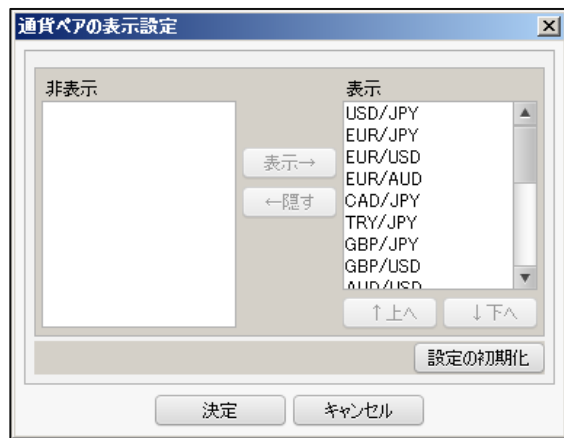 通貨ペアの表示設定
非表示
表示
USD/JPY
EUR/JPY
EUR/USD
EUR/AUD
CAD/JPY
TRY/JPY
GBP/JPY
GBP/USD
AUD/USD
表示→
←隠す
↑上へ
↓下へ
設定の初期化
決定
キャンセル